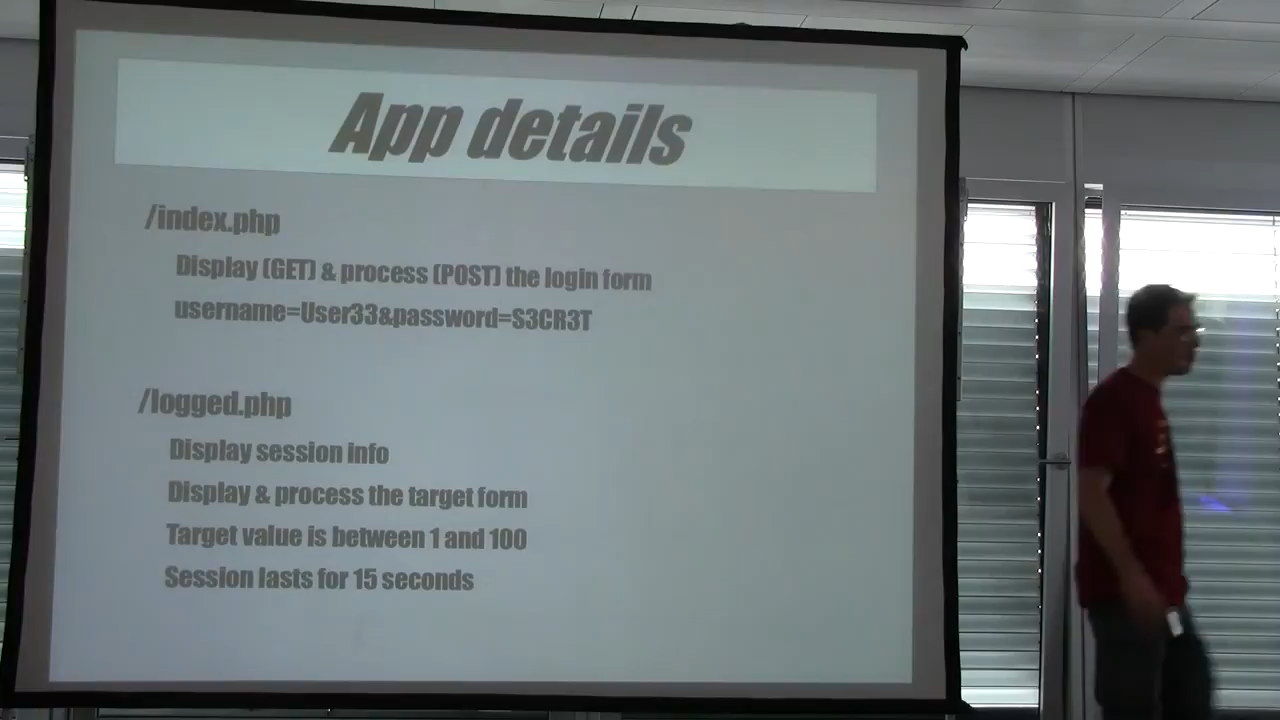 App details
/index.php
Display (GET) & process (POST) the login form
username=User33&password=S3CR3T
/logged.php
Display session info
Display & process the target form
Target value is between 1 and 100
Session lasts for 15 seconds